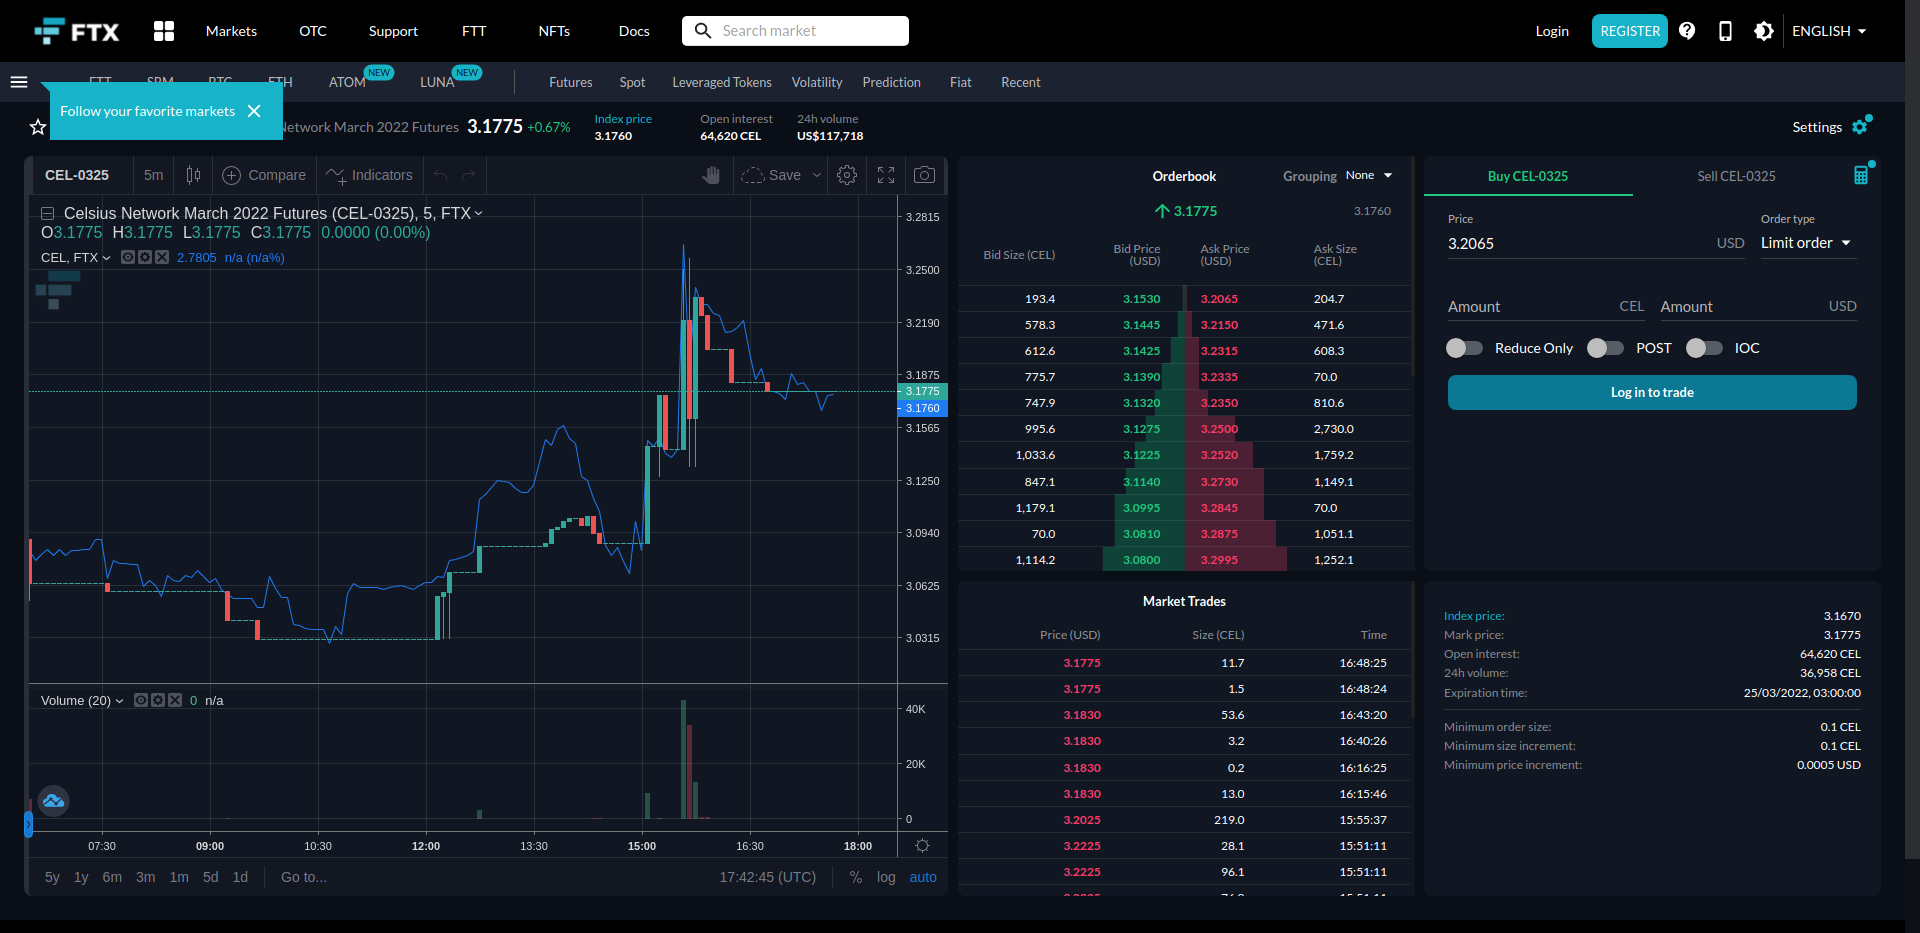 FTX
Markets
OTC
Support
FTT
NFTs
Docs
Search market
Login
REGISTER
ENGLISH
ATOM NEW
LUNA NEW
Futures
Spot
Leveraged Tokens
Volatility
Prediction
Fiat
Recent
Follow your favorite markets
Network March 2022 Futures
3.1775 +0.67%
Index price
3.1760
Open interest
64,620 CEL
24h volume
US$117,718
Settings
CEL-0325
5m
Compare
Indicators
Save
Celsius Network March 2022 Futures (CEL-0325), 5, FTX
O3.1775 H3.1775 L3.1775 C3.1775 0.0000 (0.00%)
CEL, FTX 2.7805 n/a (n/a%)
3.2815
3.2500
3.2190
3.1875
3.1775
3.1760
3.1565
3.1250
3.0940
3.0625
3.0315
Volume (20) 0 n/a
40K
20K
0
07:30 09:00 10:30 12:00 13:30 15:00 16:30 18:00
5y 1y 6m 3m 1m 5d 1d Go to...
17:42:45 (UTC) % log auto
Orderbook
Grouping None
3.1775
3.1760
Bid Size (CEL) Bid Price (USD) Ask Price (USD) Ask Size (CEL)
193.4 3.1530 3.2065 204.7
578.3 3.1445 3.2150 471.6
612.6 3.1425 3.2315 608.3
775.7 3.1390 3.2335 70.0
747.9 3.1320 3.2350 810.6
995.6 3.1275 3.2500 2,730.0
1,033.6 3.1225 3.2520 1,759.2
847.1 3.1140 3.2730 1,149.1
1,179.1 3.0995 3.2845 70.0
70.0 3.0810 3.2875 1,051.1
1,114.2 3.0800 3.2995 1,252.1
Market Trades
Price (USD) Size (CEL) Time
3.1775 11.7 16:48:25
3.1775 1.5 16:48:24
3.1830 53.6 16:43:20
3.1830 3.2 16:40:26
3.1830 0.2 16:16:25
3.1830 13.0 16:15:46
3.2025 219.0 15:55:37
3.2225 28.1 15:51:11
3.2225 96.1 15:51:11
Buy CEL-0325
Sell CEL-0325
Price
3.2065 USD
Order type
Limit order
Amount CEL
Amount USD
Reduce Only
POST
IOC
Log in to trade
Index price: 3.1670
Mark price: 3.1775
Open interest: 64,620 CEL
24h volume: 36,958 CEL
Expiration time: 25/03/2022, 03:00:00
Minimum order size: 0.1 CEL
Minimum size increment: 0.1 CEL
Minimum price increment: 0.0005 USD